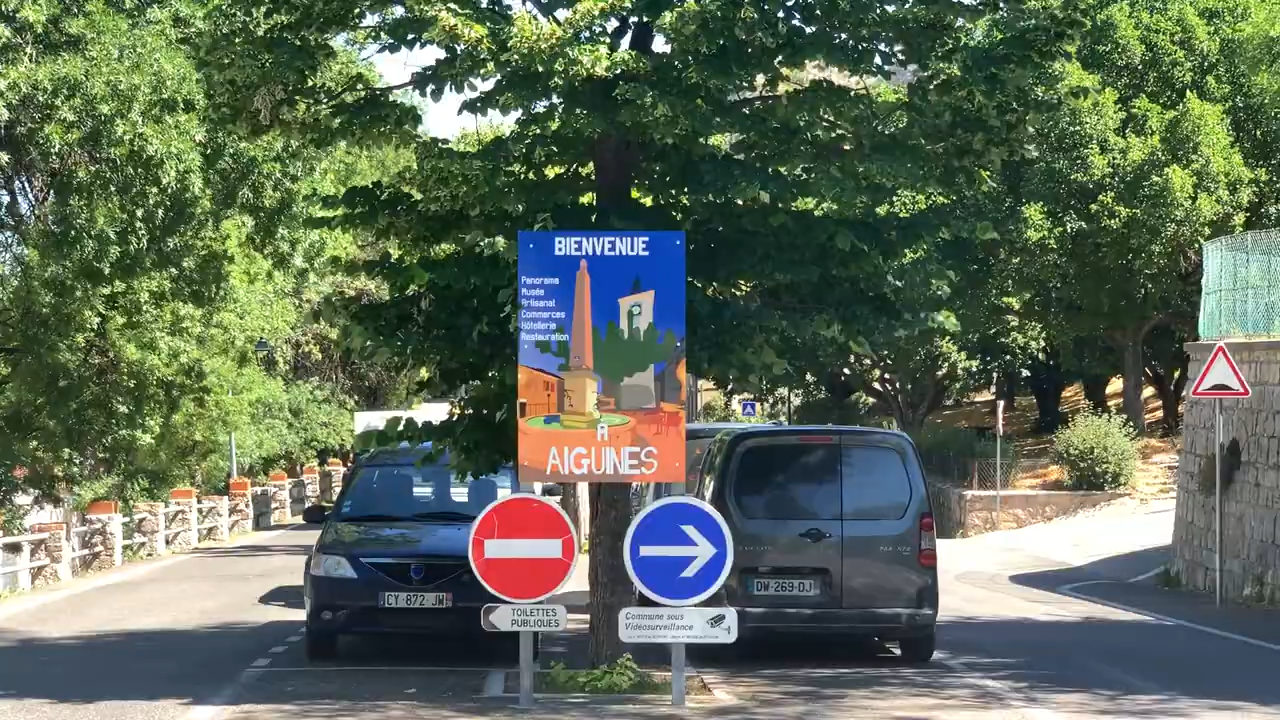 BIENVENUE
Panorama
Musée
Artisanat
Commerces
Hôtellerie
Restauration
A
AIGUINES
TOILETTES
PUBLIQUES
Commune sous
Vidéosurveillance
CY-872-JM
DW-269-DJ